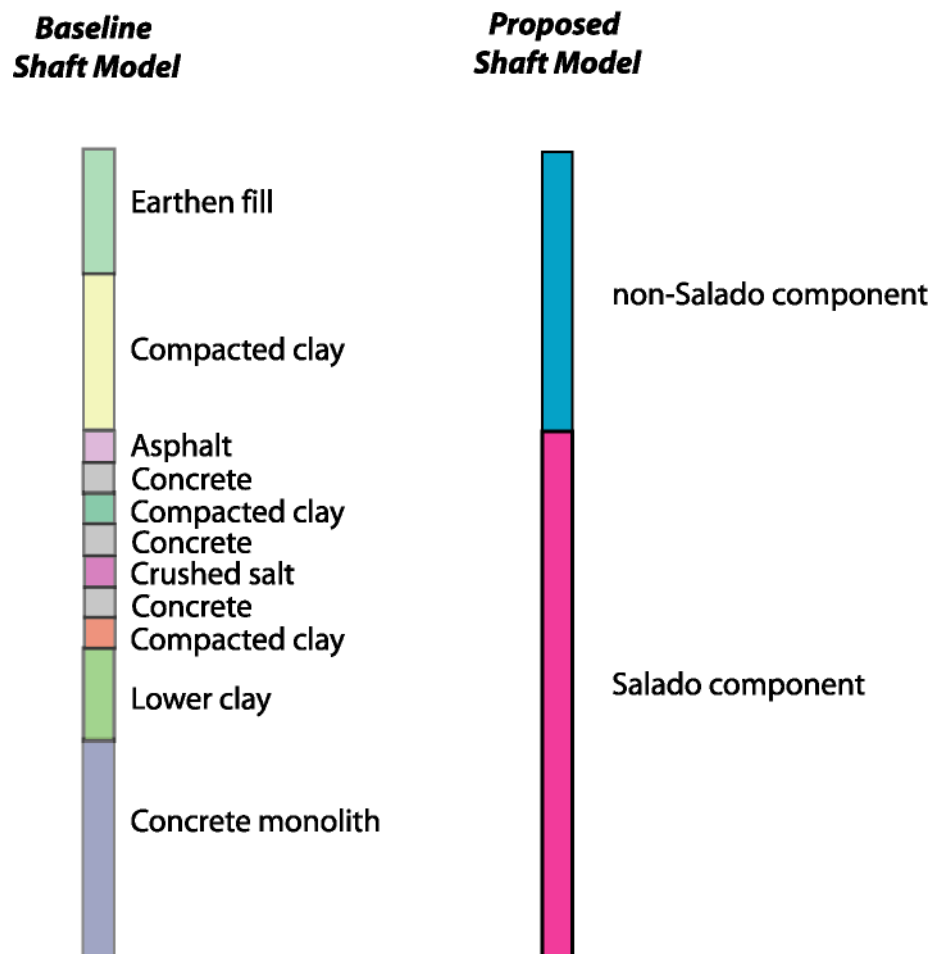 Baseline
Shaft Model
Earthen fill
Compacted clay
Asphalt
Concrete
Compacted clay
Concrete
Crushed salt
Concrete
Compacted clay
Lower clay
Concrete monolith
Proposed
Shaft Model
non-Salado component
Salado component